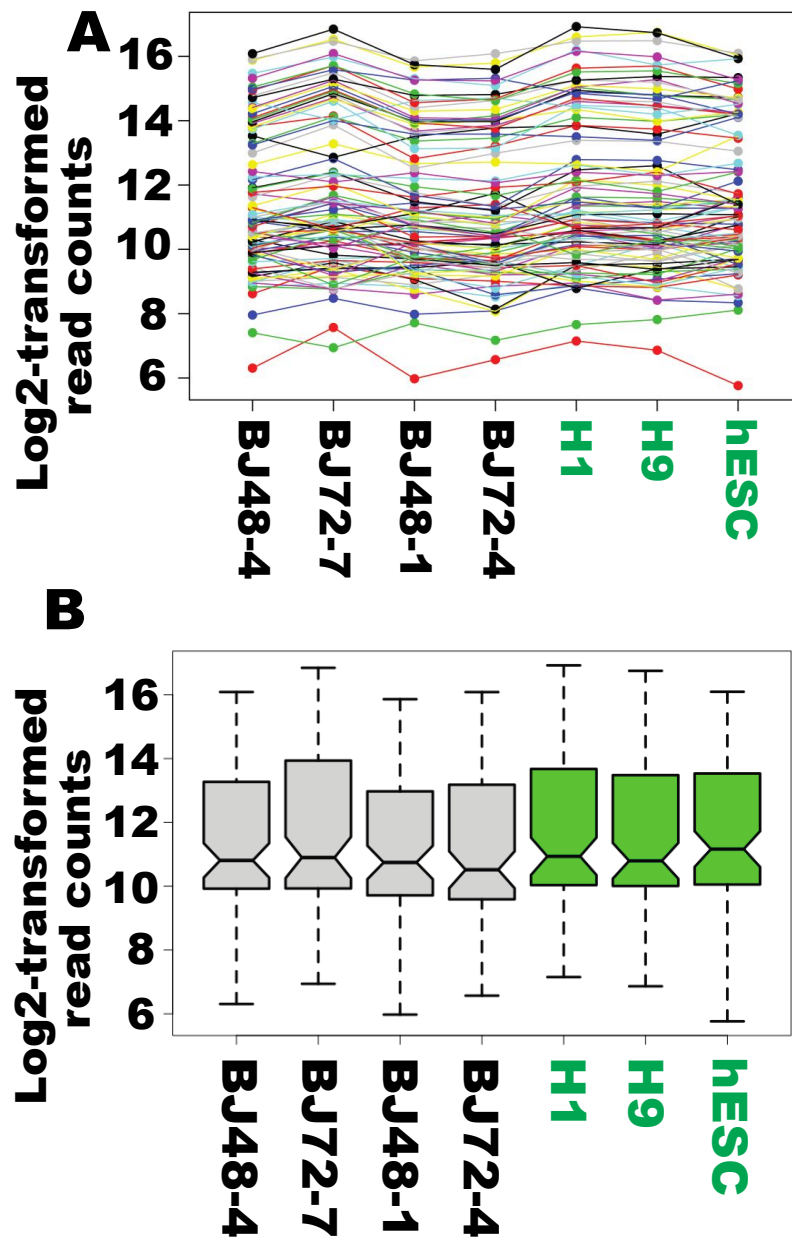 A
Log2-transformed
read counts
16
14
12
10
8
6
BJ48-4
BJ72-7
BJ48-1
BJ72-4
H1
H9
hESC
B
Log2-transformed
read counts
16
14
12
10
8
6
BJ48-4
BJ72-7
BJ48-1
BJ72-4
H1
H9
hESC